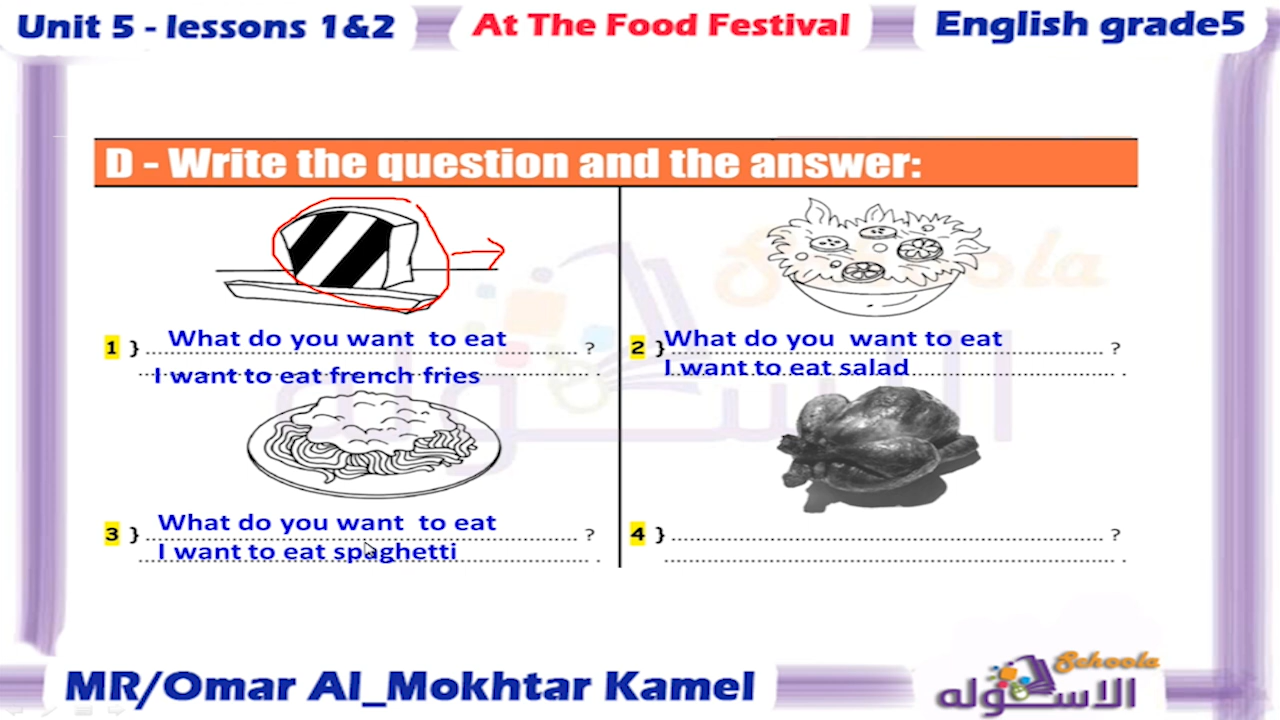 Unit 5 - lessons 1&2
At The Food Festival
English grade5
D - Write the question and the answer:
1 } What do you want to eat ?
I want to eat french fries .
2 } What do you want to eat ?
I want to eat salad .
3 } What do you want to eat ?
I want to eat spaghetti .
4 } ?
.
Schoola
الاسكوله
MR/Omar Al_Mokhtar Kamel
Schoola
الاسكوله